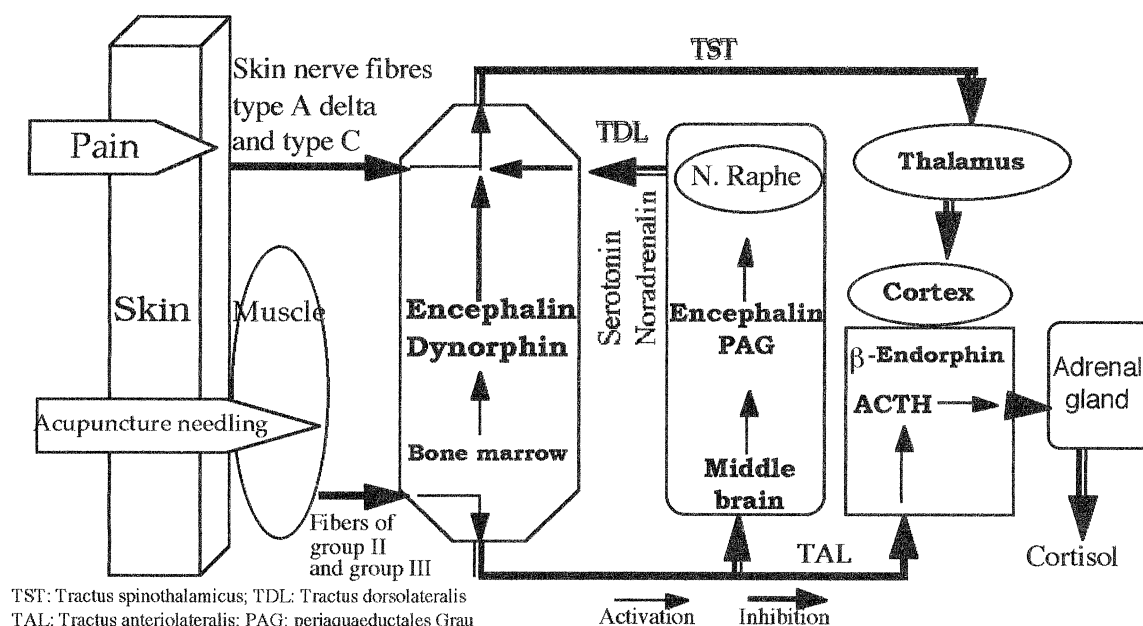 TST
Skin nerve fibres
type A delta
and type C
Pain
TDL
N. Raphe
Thalamus
Serotonin
Noradrenalin
Cortex
Skin
Muscle
Encephalin
Dynorphin
Encephalin
PAG
β-Endorphin
ACTH
Adrenal
gland
Acupuncture needling
Bone marrow
Middle
brain
Fibers of
group II
and group III
TAL
Cortisol
TST: Tractus spinothalamicus; TDL: Tractus dorsolateralis
TAL: Tractus anteriolateralis; PAG: periaquaeductales Grau
Activation
Inhibition